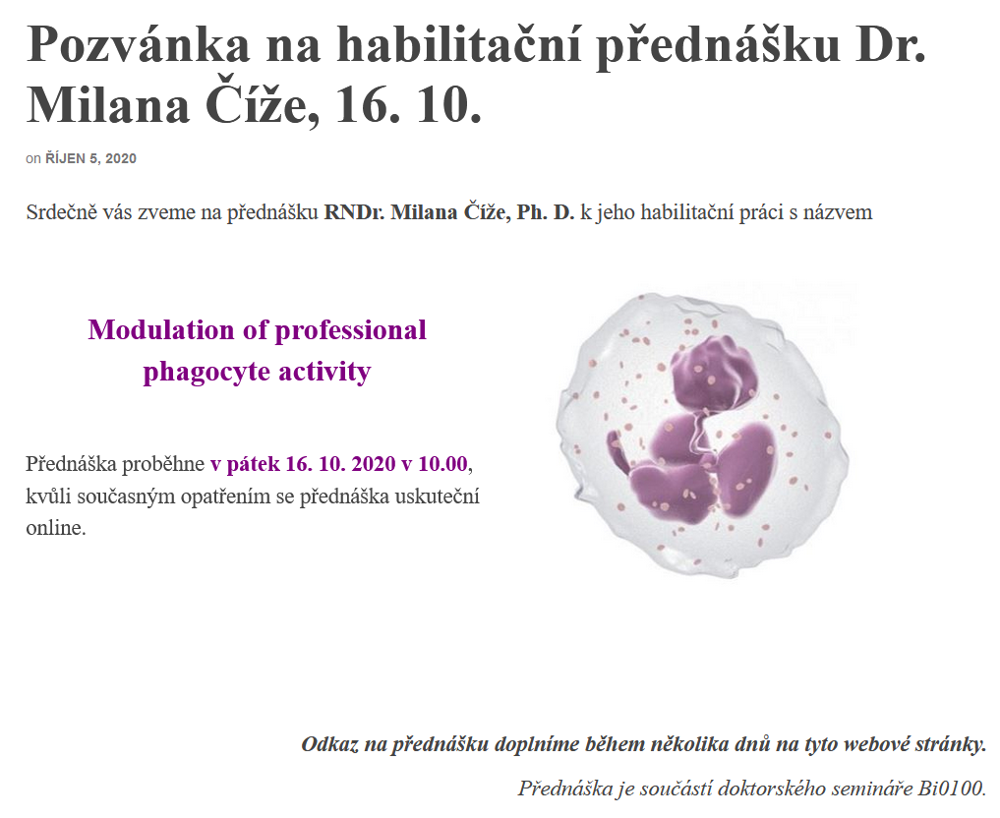 Pozvánka na habilitační přednášku Dr.
Milana Číže, 16. 10.
on ŘÍJEN 5, 2020
Srdečně vás zveme na přednášku RNDr. Milana Číže, Ph. D. k jeho habilitační práci s názvem
Modulation of professional
phagocyte activity
Přednáška proběhne v pátek 16. 10. 2020 v 10.00,
kvůli současným opatřením se přednáška uskuteční
online.
Odkaz na přednášku doplníme během několika dnů na tyto webové stránky.
Přednáška je součástí doktorského semináře Bi0100.